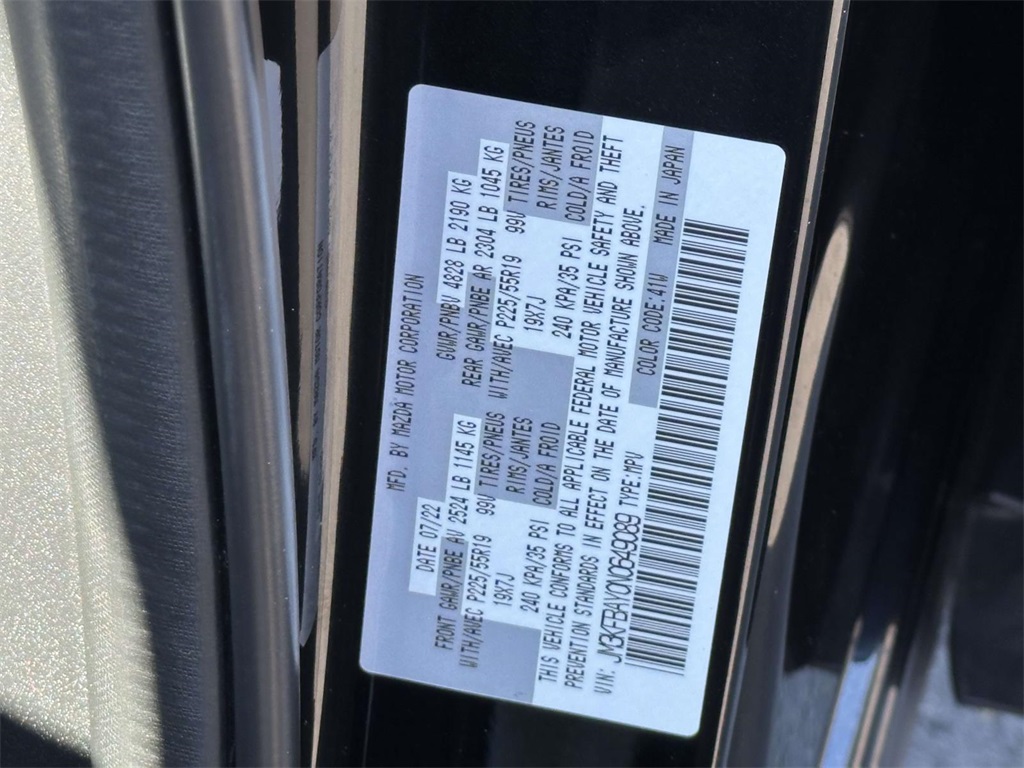 MFD. BY MAZDA MOTOR CORPORATION
DATE 07/22 GVWR/PNBV 4828 LB 2190 KG
FRONT GAWR/PNBE AV 2524 LB 1145 KG REAR GAWR/PNBE AR 2304 LB 1045 KG
WITH/AVEC P225/55R19 99V TIRES/PNEUS WITH/AVEC P225/55R19 99V TIRES/PNEUS
19X7J RIMS/JANTES 19X7J RIMS/JANTES
240 KPA/35 PSI COLD/A FROID 240 KPA/35 PSI COLD/A FROID
THIS VEHICLE CONFORMS TO ALL APPLICABLE FEDERAL MOTOR VEHICLE SAFETY AND THEFT
PREVENTION STANDARDS IN EFFECT ON THE DATE OF MANUFACTURE SHOWN ABOVE.
VIN: JM3KFBAY0N0649089 TYPE:MPV COLOR CODE:41W MADE IN JAPAN